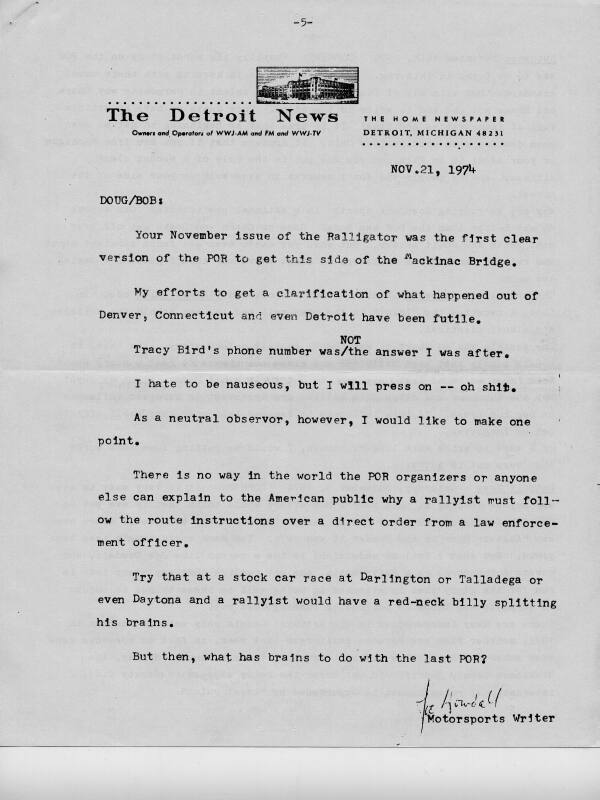 -5-
The Detroit News
Owners and Operators of WWJ-AM and FM and WWJ-TV
THE HOME NEWSPAPER
DETROIT, MICHIGAN 48231
NOV.21, 1974
DOUG/BOB:
Your November issue of the Ralligator was the first clear
version of the POR to get this side of the Mackinac Bridge.
My efforts to get a clarification of what happened out of
Denver, Connecticut and even Detroit have been futile.
NOT
Tracy Bird's phone number was/the answer I was after.
I hate to be nauseous, but I will press on -- oh shit.
As a neutral observor, however, I would like to make one
point.
There is no way in the world the POR organizers or anyone
else can explain to the American public why a rallyist must foll-
ow the route instructions over a direct order from a law enforce-
ment officer.
Try that at a stock car race at Darlington or Talladega or
even Daytona and a rallyist would have a red-neck billy splitting
his brains.
But then, what has brains to do with the last POR?
Motorsports Writer